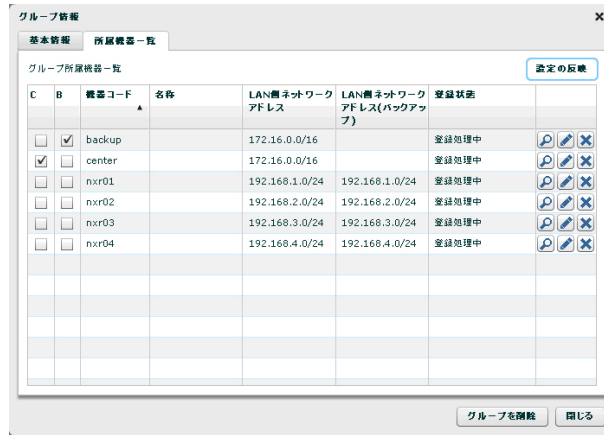 グループ情報
基本情報 所属機器一覧
グループ所属機器一覧 設定の反映
C B 機器コード 名称 LAN側ネットワークアドレス LAN側ネットワークアドレス(バックアップ) 登録状態
backup 172.16.0.0/16 登録処理中
center 172.16.0.0/16 登録処理中
nxr01 192.168.1.0/24 192.168.1.0/24 登録処理中
nxr02 192.168.2.0/24 192.168.2.0/24 登録処理中
nxr03 192.168.3.0/24 192.168.3.0/24 登録処理中
nxr04 192.168.4.0/24 192.168.4.0/24 登録処理中
グループを削除 閉じる